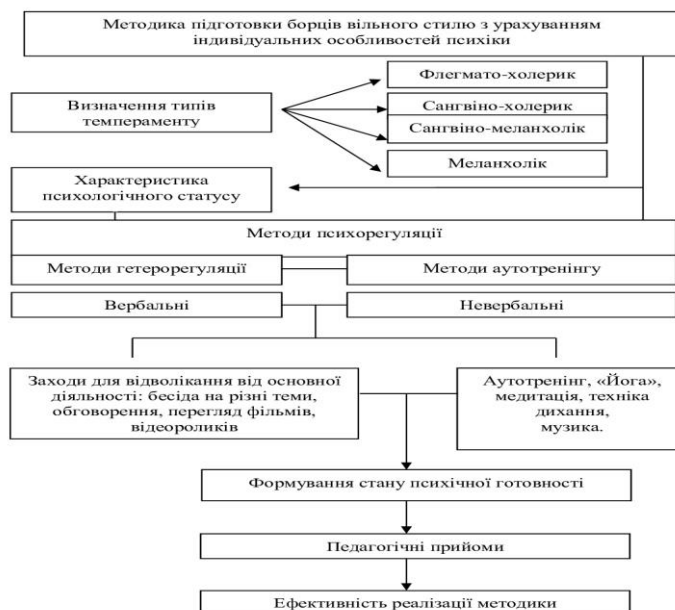 Методика підготовки борців вільного стилю з урахуванням
індивідуальних особливостей психіки
Флегмато-холерик
Визначення типів
темпераменту
Сангвіно-холерик
Сангвіно-меланхолік
Меланхолік
Характеристика
психологічного статусу
Методи психорегуляції
Методи гетерорегуляції
Методи аутотренінгу
Вербальні
Невербальні
Заходи для відволікання від основної
діяльності: бесіда на різні теми,
обговорення, перегляд фільмів,
відеороликів
Аутотренінг, «Йога»,
медитація, техніка
дихання,
музика.
Формування стану психічної готовності
Педагогічні прийоми
Ефективність реалізації методики